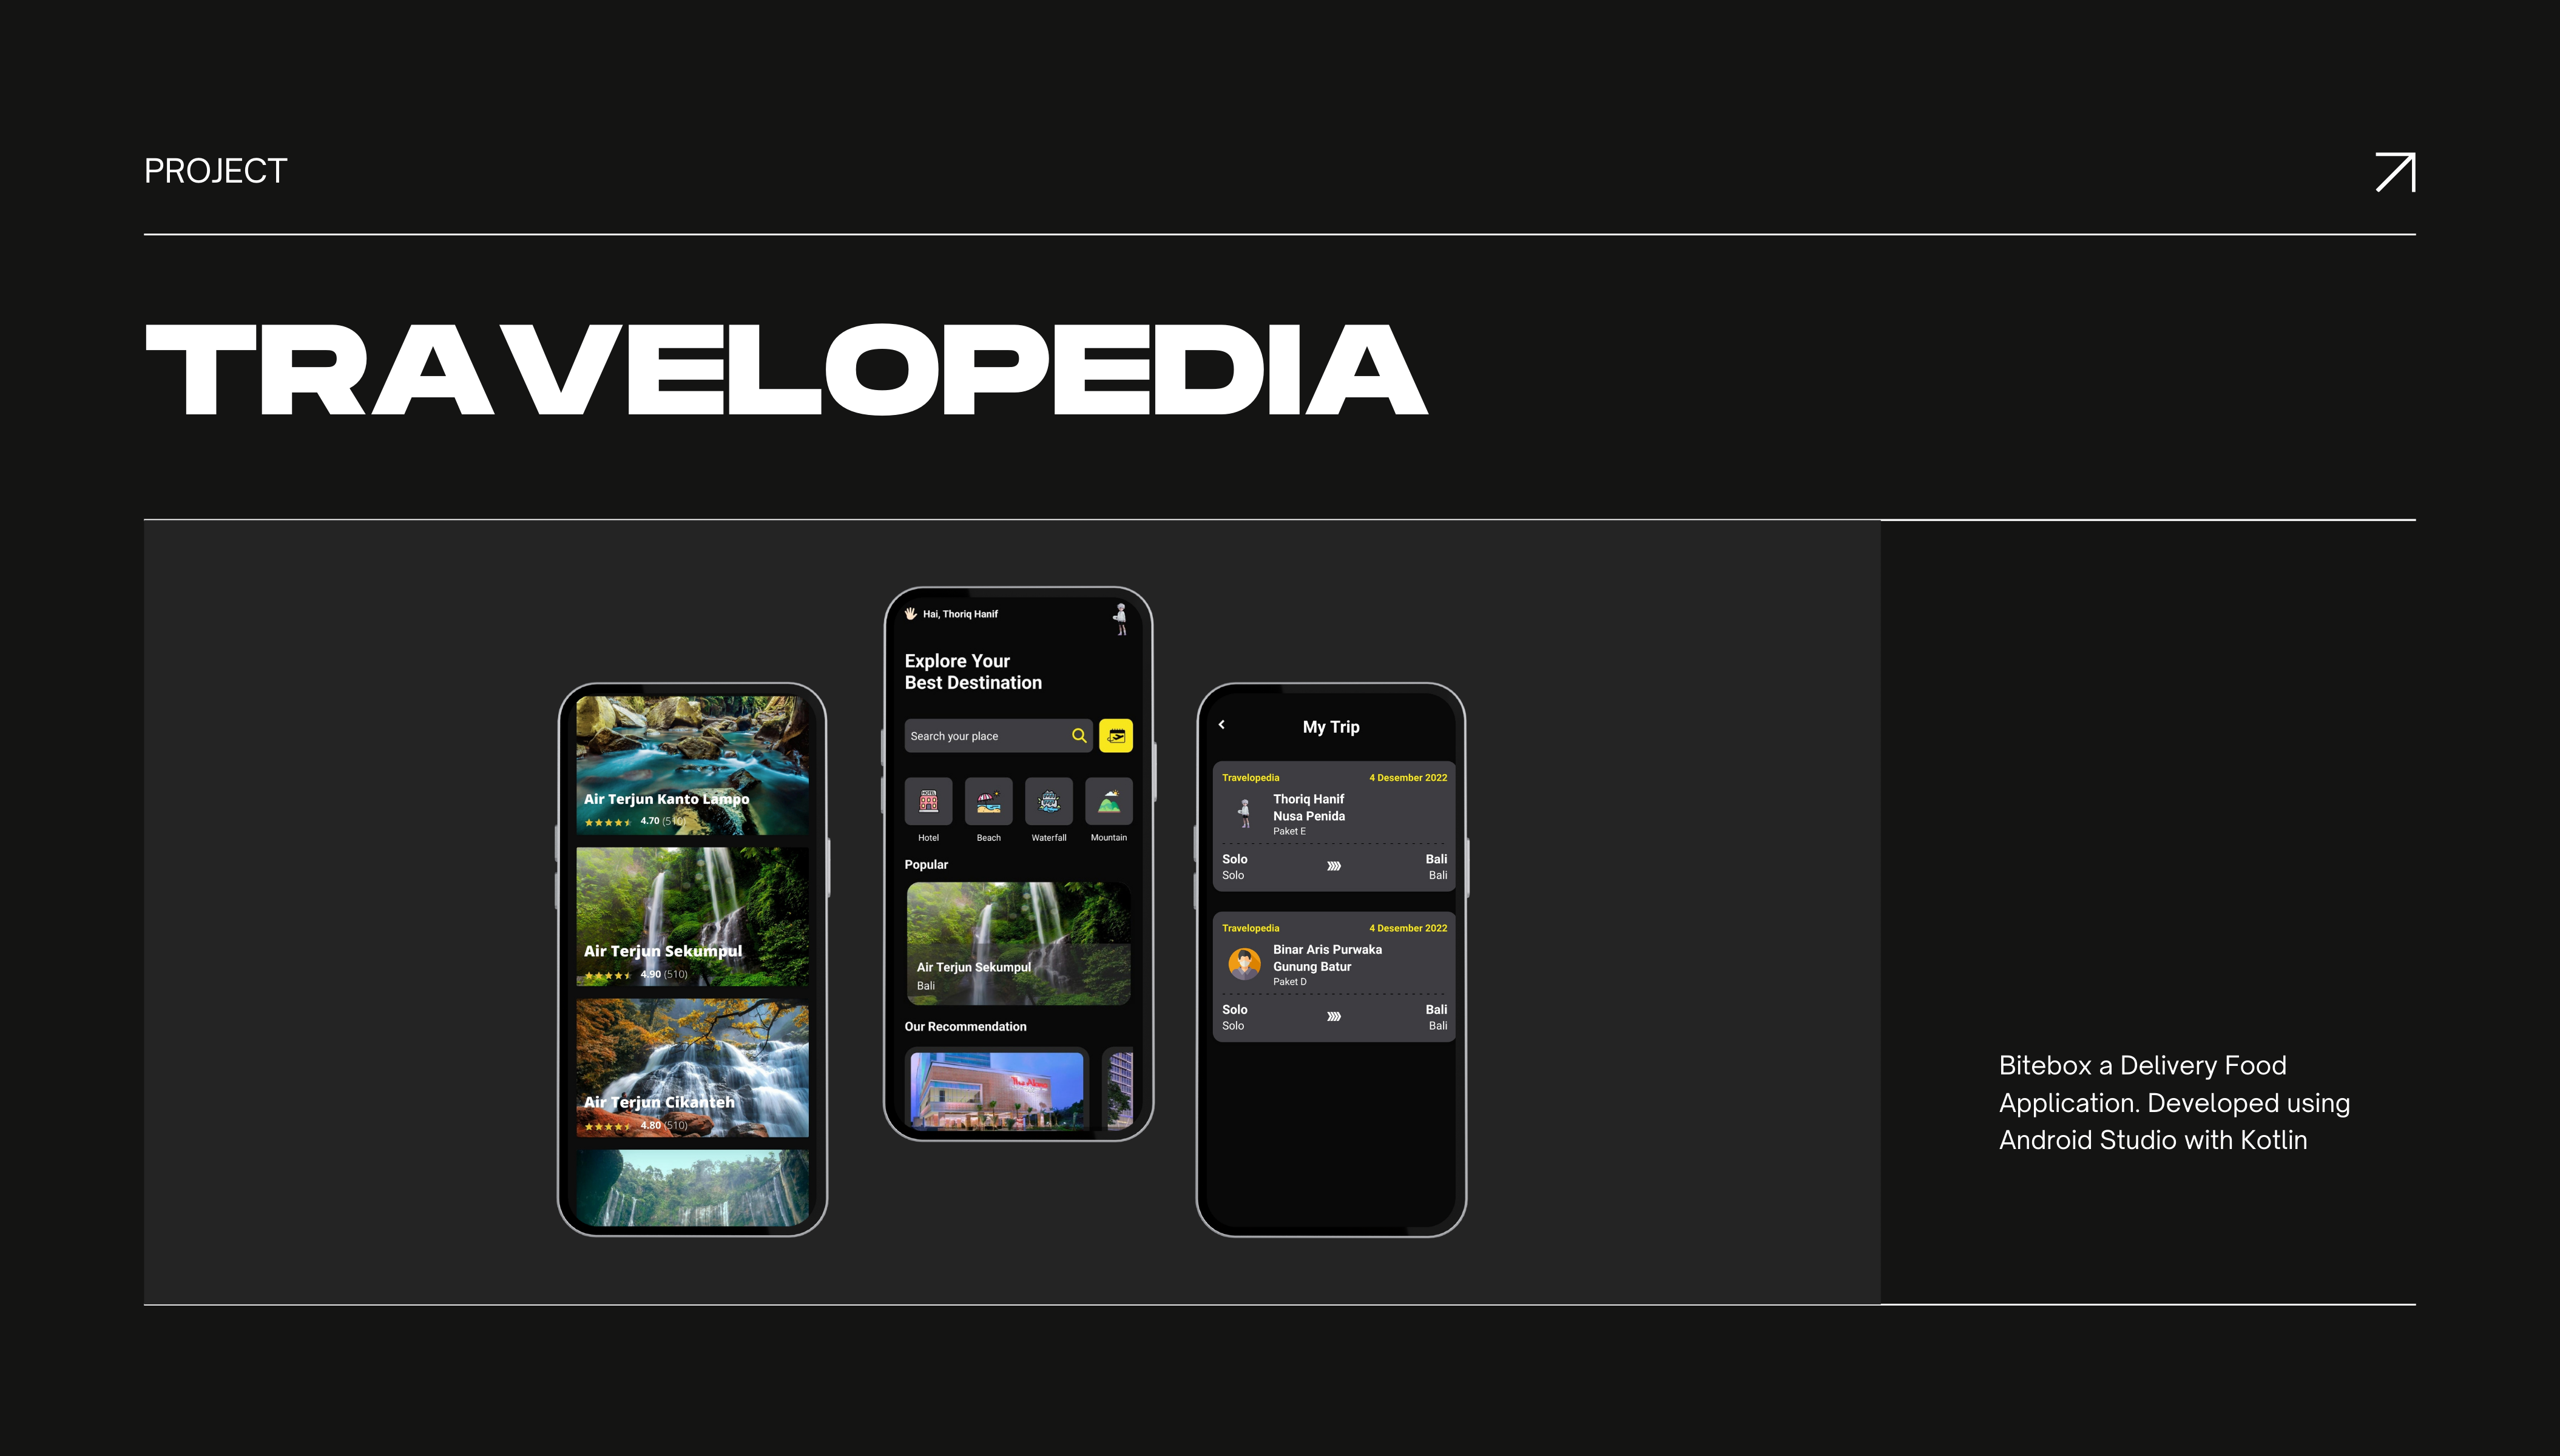 PROJECT
TRAVELOPEDIA
Air Terjun Kanto Lampo
4.70 (510)
Air Terjun Sekumpul
4.90 (510)
Air Terjun Cikanteh
4.80 (510)
Hai, Thoriq Hanif
Explore Your
Best Destination
Search your place
Hotel Beach Waterfall Mountain
Popular
Air Terjun Sekumpul
Bali
Our Recommendation
My Trip
Travelopedia 4 Desember 2022
Thoriq Hanif
Nusa Penida
Paket E
Solo Bali
Solo Bali
Travelopedia 4 Desember 2022
Binar Aris Purwaka
Gunung Batur
Paket D
Solo Bali
Solo Bali
Bitebox a Delivery Food
Application. Developed using
Android Studio with Kotlin